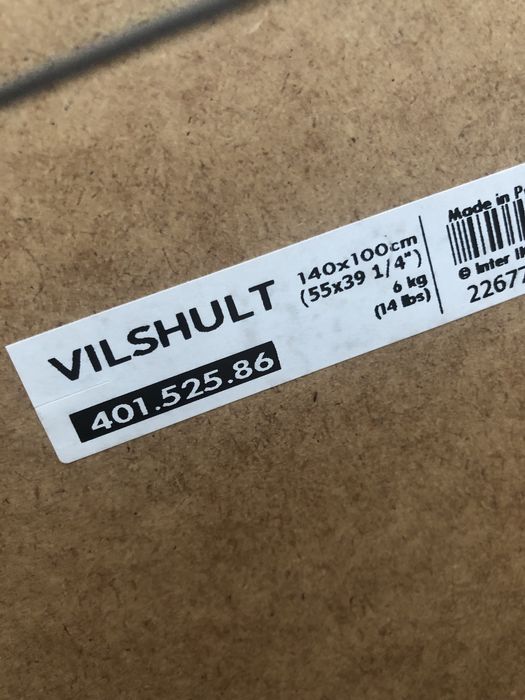 VILSHULT
401.525.86
140x100cm
(55x39 1/4")
6 kg
(14 lbs)
Made in
© Inter
2267